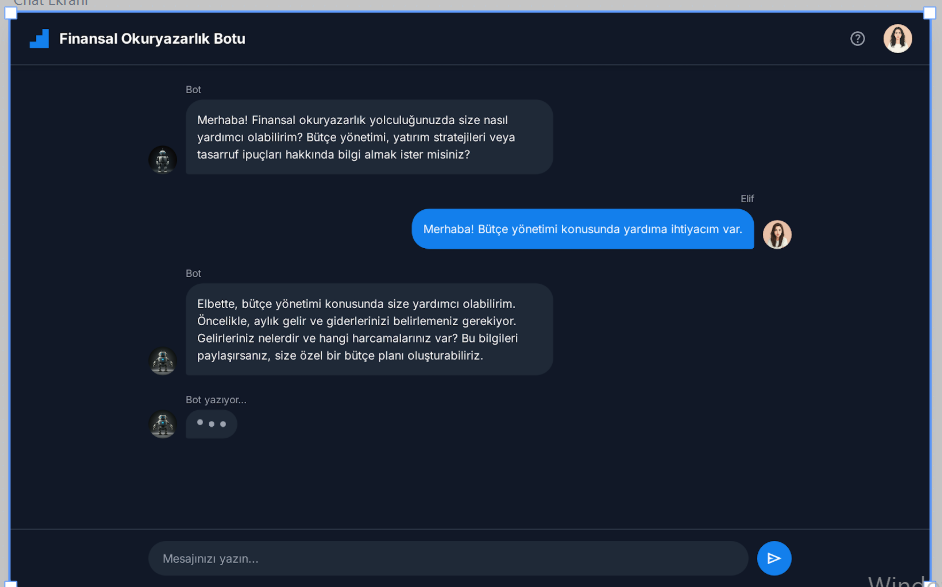 Chat Ekranı
Finansal Okuryazarlık Botu
Bot
Merhaba! Finansal okuryazarlık yolculuğunuzda size nasıl
yardımcı olabilirim? Bütçe yönetimi, yatırım stratejileri veya
tasarruf ipuçları hakkında bilgi almak ister misiniz?
Elif
Merhaba! Bütçe yönetimi konusunda yardıma ihtiyacım var.
Bot
Elbette, bütçe yönetimi konusunda size yardımcı olabilirim.
Öncelikle, aylık gelir ve giderlerinizi belirlemeniz gerekiyor.
Gelirleriniz nelerdir ve hangi harcamalarınız var? Bu bilgileri
paylaşırsanız, size özel bir bütçe planı oluşturabiliriz.
Bot yazıyor...
Mesajınızı yazın...